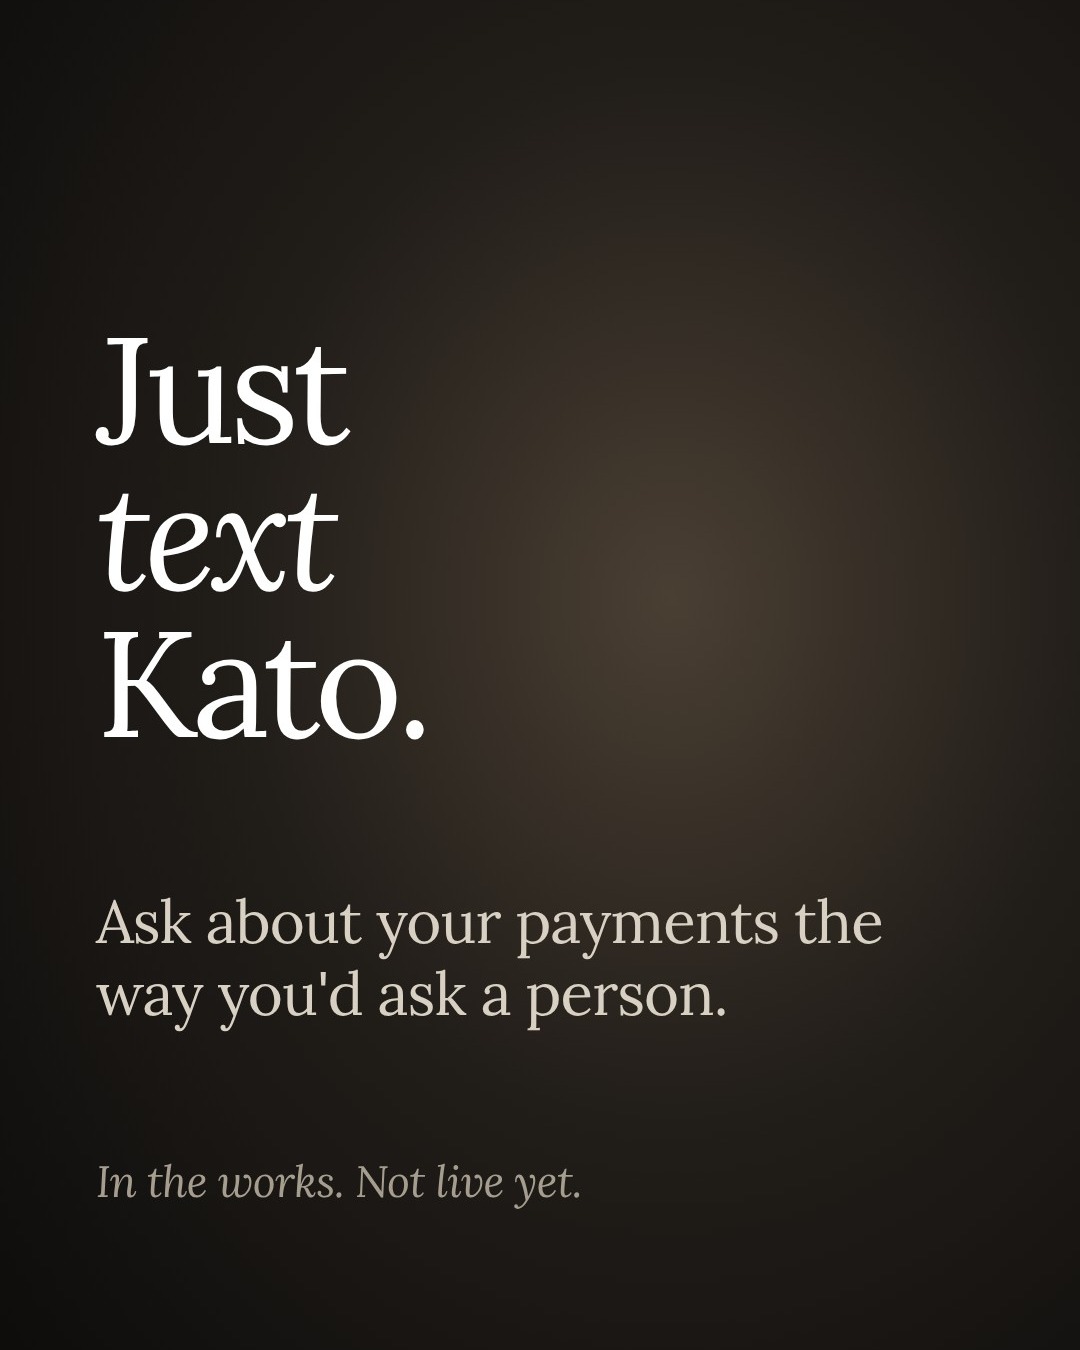 Just
text
Kato.
Ask about your payments the
way you'd ask a person.
In the works. Not live yet.